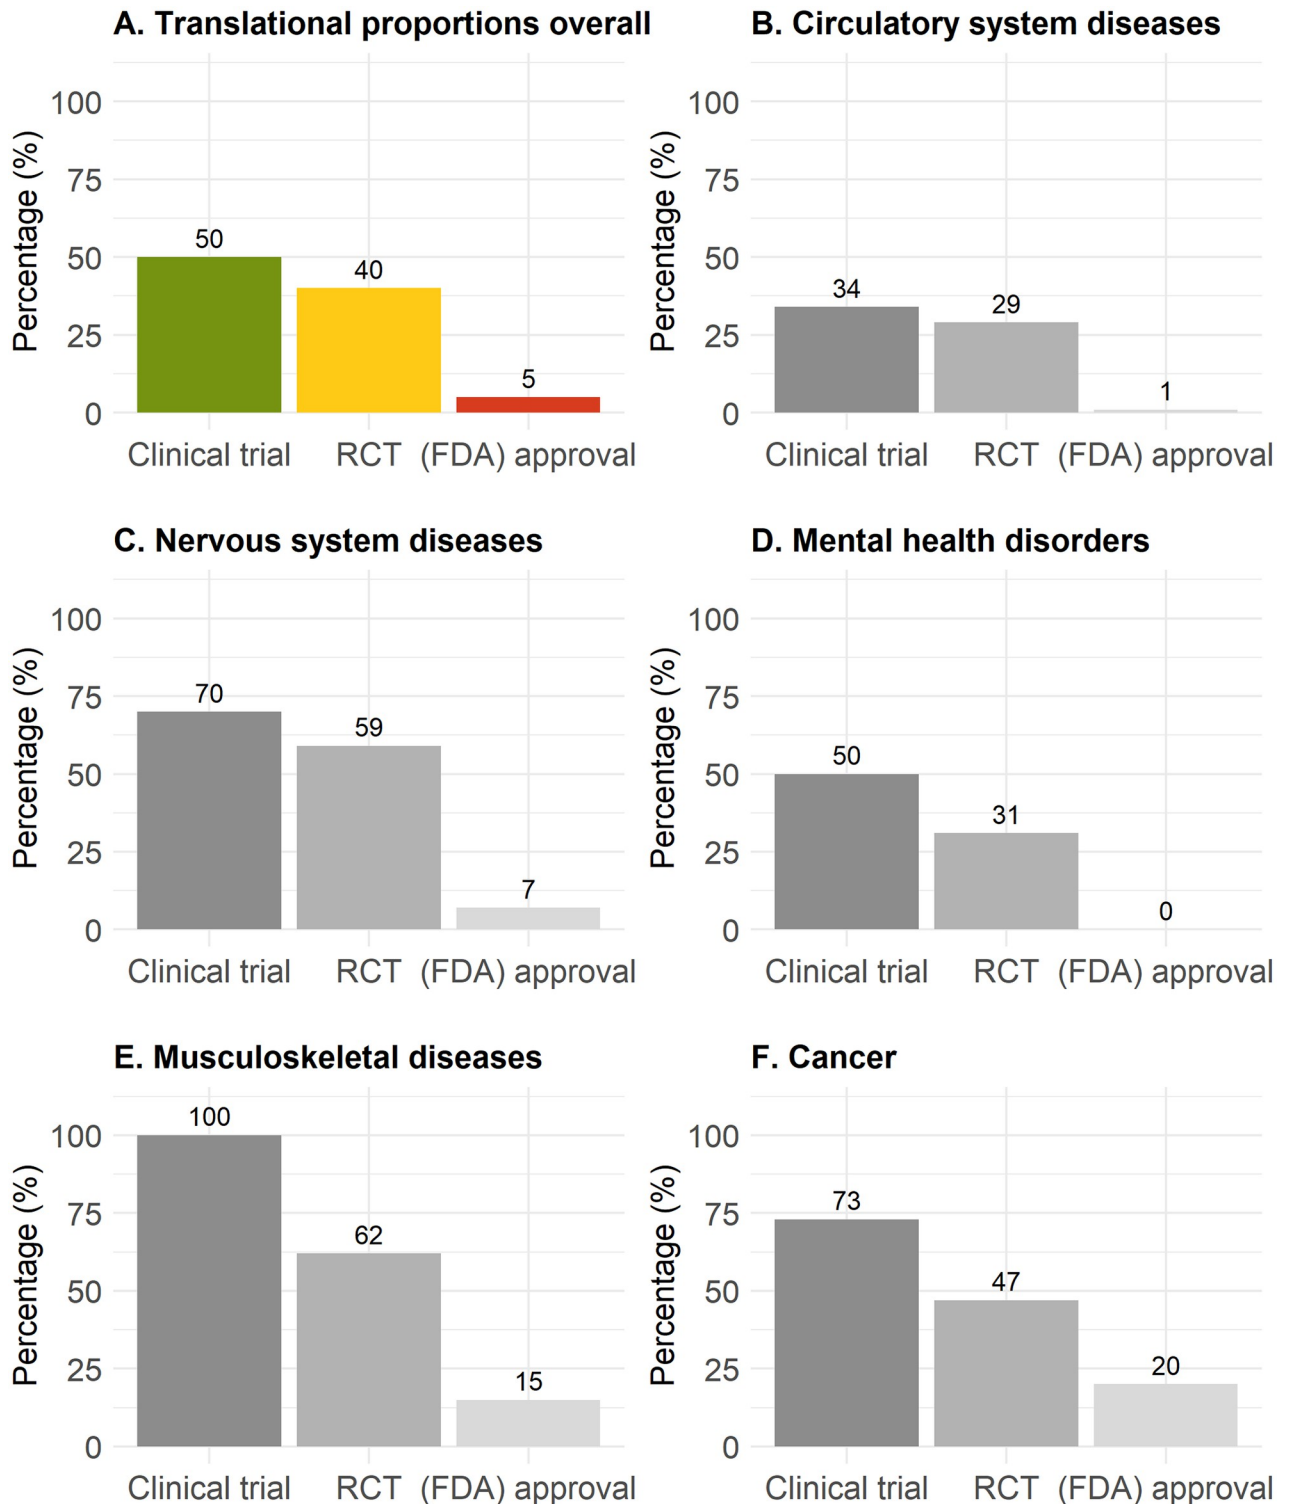 A. Translational proportions overall
Percentage (%)
100
75
50
25
0
50
40
5
Clinical trial RCT (FDA) approval
B. Circulatory system diseases
Percentage (%)
100
75
50
25
0
34
29
1
Clinical trial RCT (FDA) approval
C. Nervous system diseases
Percentage (%)
100
75
50
25
0
70
59
7
Clinical trial RCT (FDA) approval
D. Mental health disorders
Percentage (%)
100
75
50
25
0
50
31
0
Clinical trial RCT (FDA) approval
E. Musculoskeletal diseases
Percentage (%)
100
75
50
25
0
100
62
15
Clinical trial RCT (FDA) approval
F. Cancer
Percentage (%)
100
75
50
25
0
73
47
20
Clinical trial RCT (FDA) approval